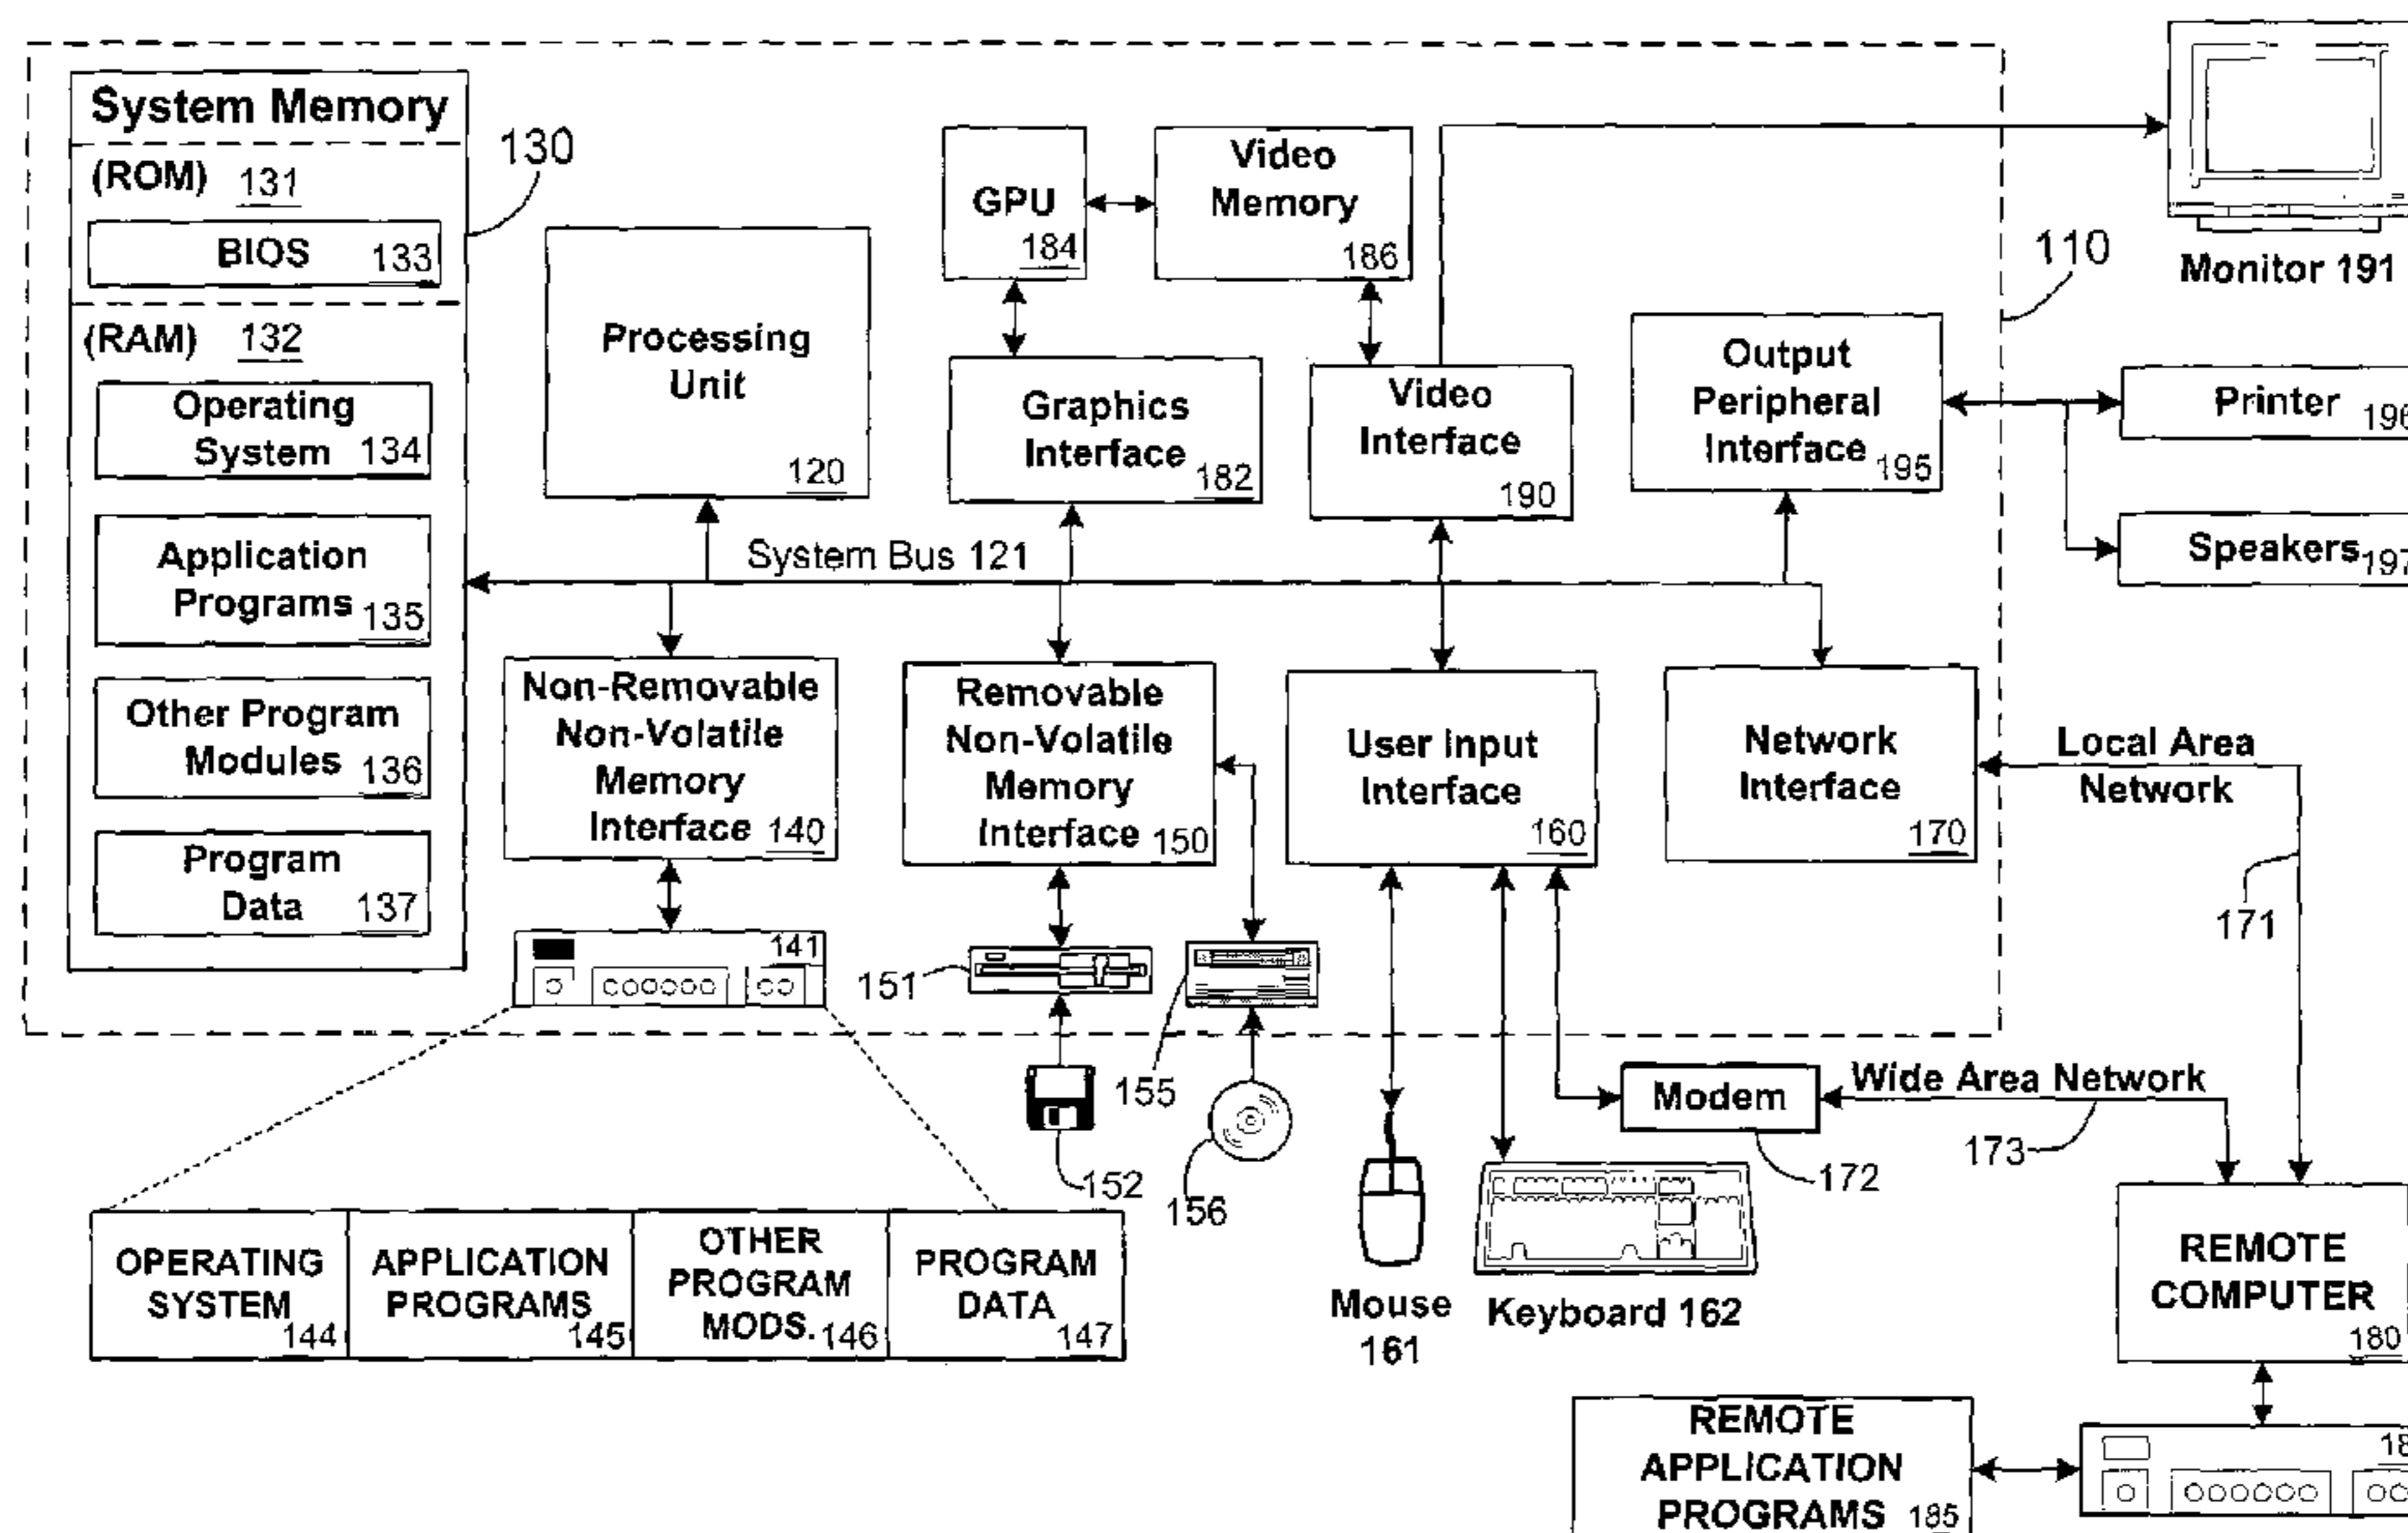 System Memory
(ROM) 131
BIOS 133
(RAM) 132
Operating
System 134
Application
Programs 135
Other Program
Modules 136
Program
Data 137
130
Processing
Unit
120
GPU
184
Video
Memory
186
Graphics
Interface
182
Video
Interface
190
Output
Peripheral
Interface 195
110
Monitor 191
Printer
Speakers
System Bus 121
Non-Removable
Non-Volatile
Memory
Interface 140
Removable
Non-Volatile
Memory
Interface 150
User Input
Interface
160
Network
Interface
170
Local Area
Network
171
141
151
152
155
156
Modem
172
Wide Area Network
173
Mouse
161
Keyboard 162
OPERATING
SYSTEM
144
APPLICATION
PROGRAMS
145
OTHER
PROGRAM
MODS. 146
PROGRAM
DATA
147
REMOTE
COMPUTER
180
REMOTE
APPLICATION
PROGRAMS 185